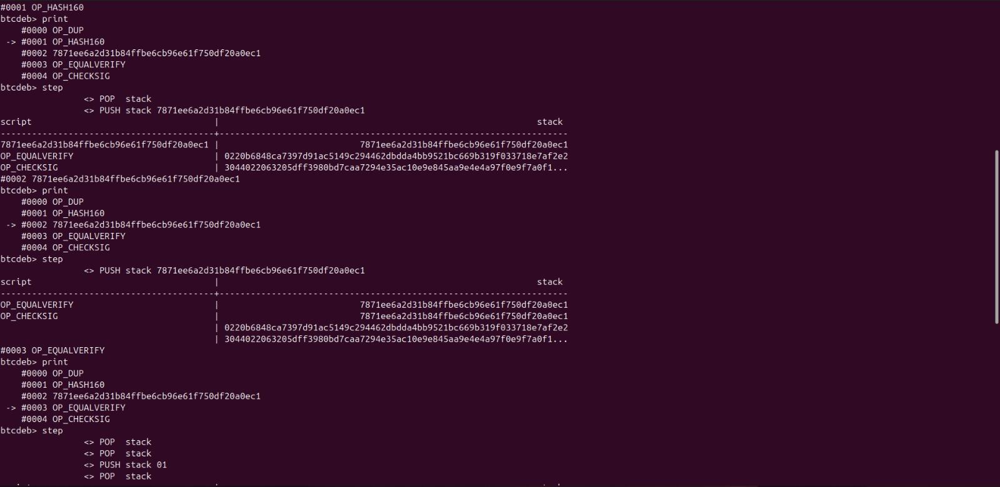 #0001 OP_HASH160
btcdeb> print
    #0000 OP_DUP
 -> #0001 OP_HASH160
    #0002 7871ee6a2d31b84ffbe6cb96e61f750df20a0ec1
    #0003 OP_EQUALVERIFY
    #0004 OP_CHECKSIG
btcdeb> step
                <> POP  stack
                <> PUSH stack 7871ee6a2d31b84ffbe6cb96e61f750df20a0ec1
script                                   |                                                              stack
-----------------------------------------+-------------------------------------------------------------------
7871ee6a2d31b84ffbe6cb96e61f750df20a0ec1 |                           7871ee6a2d31b84ffbe6cb96e61f750df20a0ec1
OP_EQUALVERIFY                           | 0220b6848ca7397d91ac5149c294462dbdda4bb9521bc669b319f033718e7af2e2
OP_CHECKSIG                              | 3044022063205dff3980bd7caa7294e35ac10e9e845aa9e4e4a97f0e9f7a0f1...
#0002 7871ee6a2d31b84ffbe6cb96e61f750df20a0ec1
btcdeb> print
    #0000 OP_DUP
    #0001 OP_HASH160
 -> #0002 7871ee6a2d31b84ffbe6cb96e61f750df20a0ec1
    #0003 OP_EQUALVERIFY
    #0004 OP_CHECKSIG
btcdeb> step
                <> PUSH stack 7871ee6a2d31b84ffbe6cb96e61f750df20a0ec1
script                                   |                                                              stack
-----------------------------------------+-------------------------------------------------------------------
OP_EQUALVERIFY                           |                           7871ee6a2d31b84ffbe6cb96e61f750df20a0ec1
OP_CHECKSIG                              |                           7871ee6a2d31b84ffbe6cb96e61f750df20a0ec1
                                         | 0220b6848ca7397d91ac5149c294462dbdda4bb9521bc669b319f033718e7af2e2
                                         | 3044022063205dff3980bd7caa7294e35ac10e9e845aa9e4e4a97f0e9f7a0f1...
#0003 OP_EQUALVERIFY
btcdeb> print
    #0000 OP_DUP
    #0001 OP_HASH160
    #0002 7871ee6a2d31b84ffbe6cb96e61f750df20a0ec1
 -> #0003 OP_EQUALVERIFY
    #0004 OP_CHECKSIG
btcdeb> step
                <> POP  stack
                <> POP  stack
                <> PUSH stack 01
                <> POP  stack